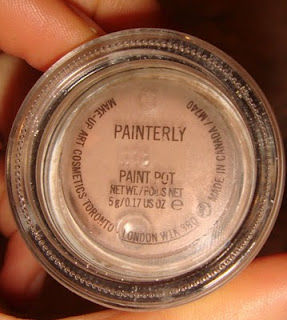 PAINTERLY
PAINT POT
NET WT./POIDS NET
5 g/0.17 US OZ ℮
MAKE-UP ART COSMETICS TORONTO LONDON W1K 3BQ MADE IN CANADA / M740